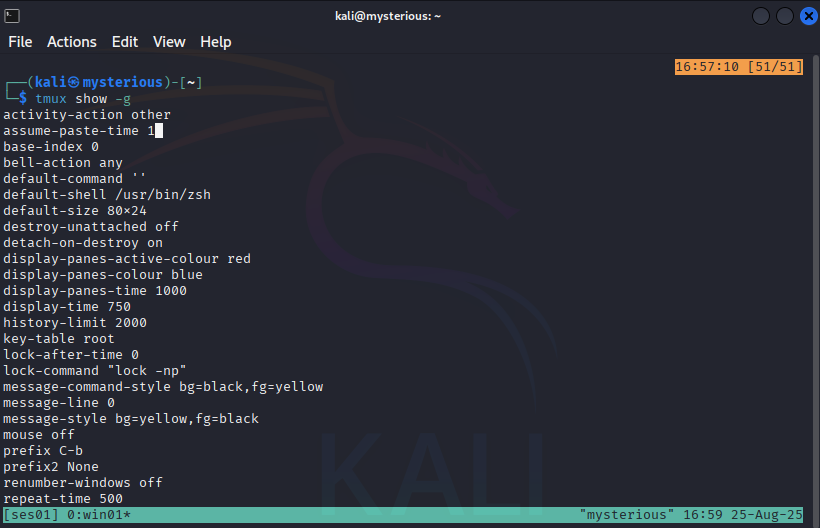 kali@mysterious: ~
File Actions Edit View Help
16:57:10 [51/51]
┌──(kali㉿mysterious)-[~]
└─$ tmux show -g
activity-action other
assume-paste-time 1
base-index 0
bell-action any
default-command ''
default-shell /usr/bin/zsh
default-size 80×24
destroy-unattached off
detach-on-destroy on
display-panes-active-colour red
display-panes-colour blue
display-panes-time 1000
display-time 750
history-limit 2000
key-table root
lock-after-time 0
lock-command "lock -np"
message-command-style bg=black,fg=yellow
message-line 0
message-style bg=yellow,fg=black
mouse off
prefix C-b
prefix2 None
renumber-windows off
repeat-time 500
KALI
[ses01] 0:win01* "mysterious" 16:59 25-Aug-25